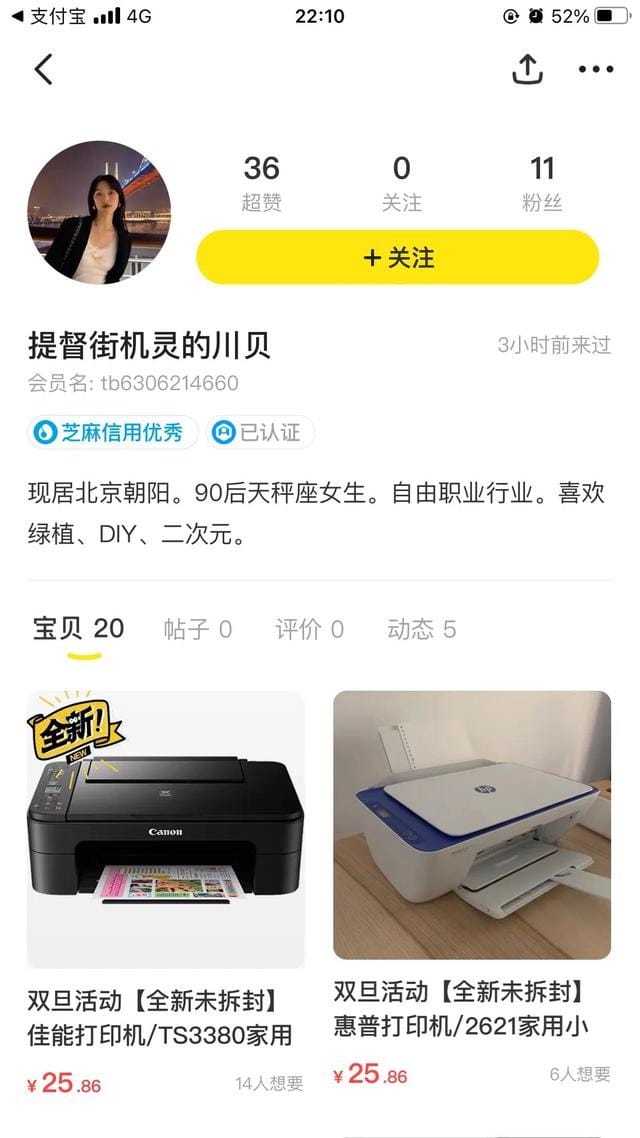 支付宝 4G 22:10 52%
36 0 11
超赞 关注 粉丝
+关注
提督街机灵的川贝 3小时前来过
会员名: tb6306214660
芝麻信用优秀 已认证
现居北京朝阳。90后天秤座女生。自由职业行业。喜欢
绿植、DIY、二次元。
宝贝 20 帖子 0 评价 0 动态 5
全新!
NEW
Canon
hp
双旦活动【全新未拆封】
佳能打印机/TS3380家用
¥25.86 14人想要
双旦活动【全新未拆封】
惠普打印机/2621家用小
¥25.86 6人想要